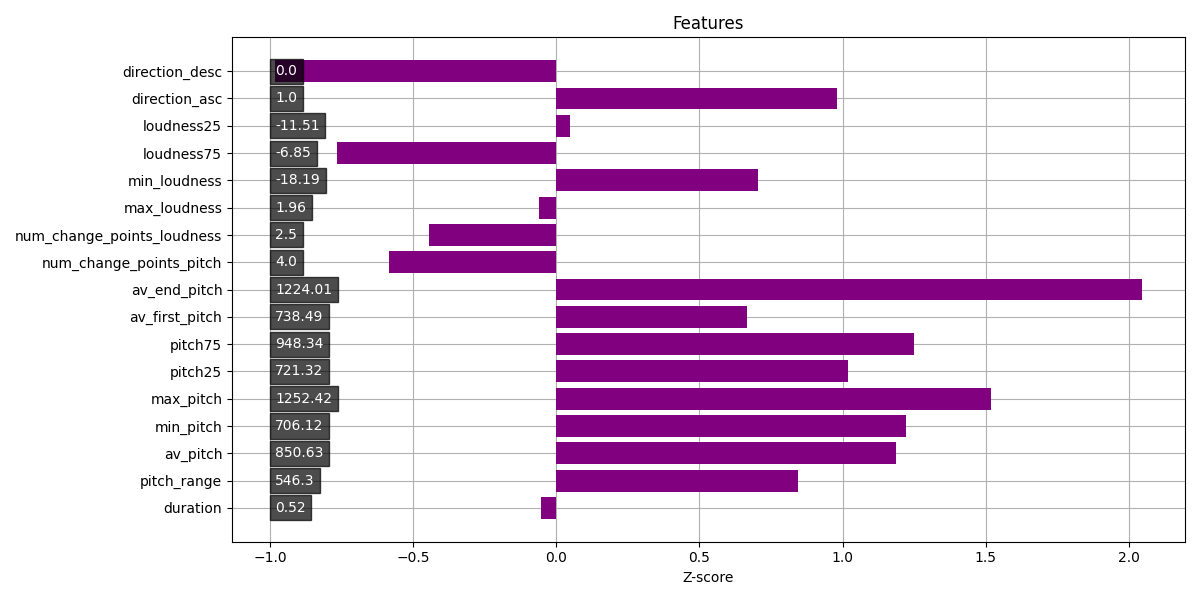 Features
direction_desc 0.0
direction_asc 1.0
loudness25 -11.51
loudness75 -6.85
min_loudness -18.19
max_loudness 1.96
num_change_points_loudness 2.5
num_change_points_pitch 4.0
av_end_pitch 1224.01
av_first_pitch 738.49
pitch75 948.34
pitch25 721.32
max_pitch 1252.42
min_pitch 706.12
av_pitch 850.63
pitch_range 546.3
duration 0.52
−1.0 −0.5 0.0 0.5 1.0 1.5 2.0
Z-score